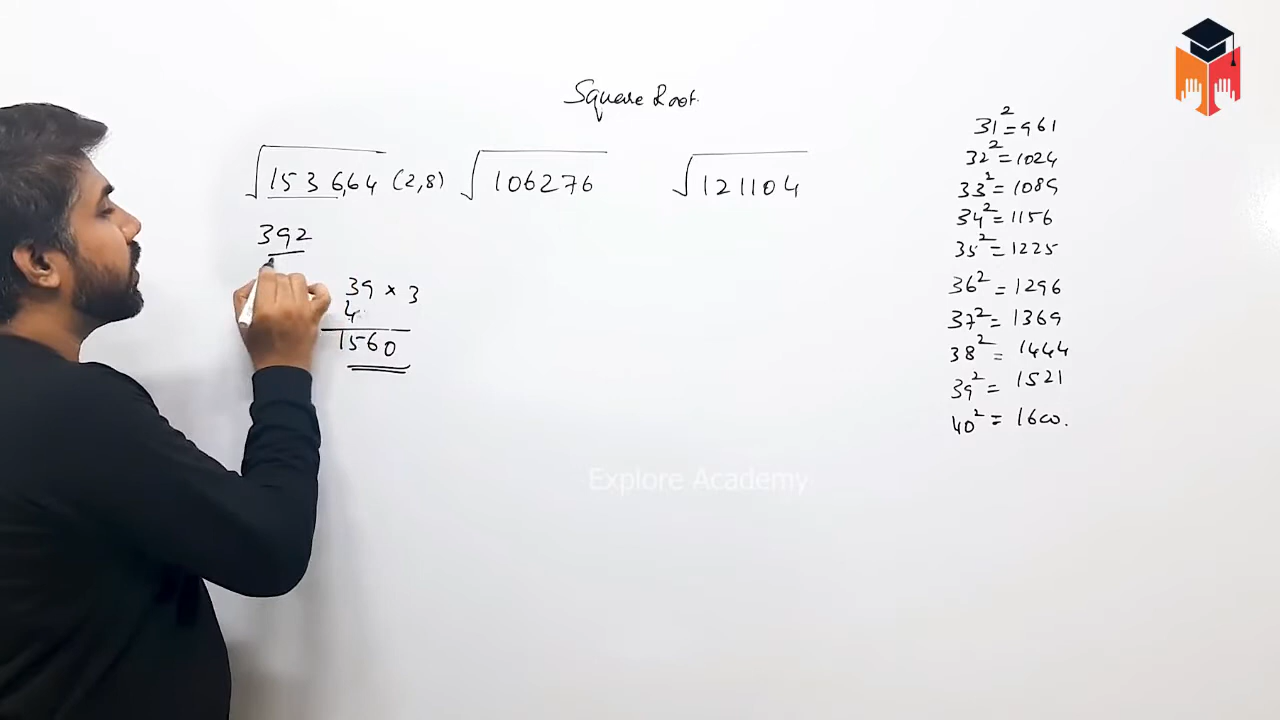 Square Root.
√153664 (2,8) √106276 √121104
392
39 × 3
4
1560
31² = 961
32² = 1024
33² = 1089
34² = 1156
35² = 1225
36² = 1296
37² = 1369
38² = 1444
39² = 1521
40² = 1600.
Explore Academy